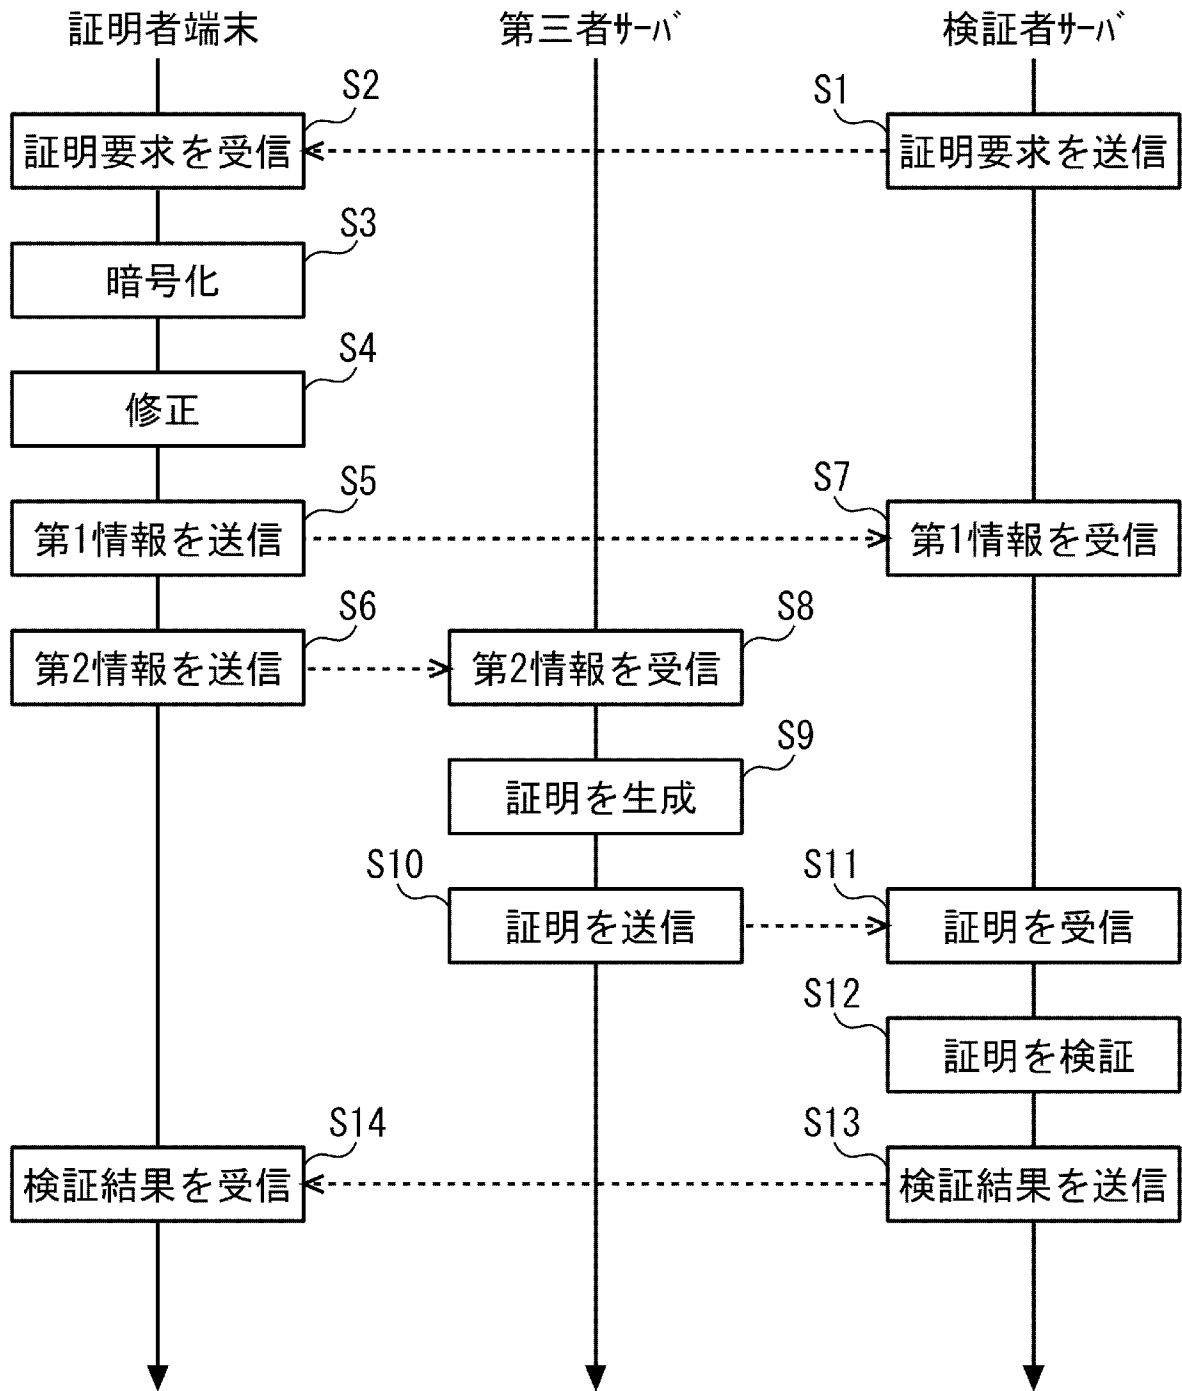 証明者端末
第三者ｻｰﾊﾞ
検証者ｻｰﾊﾞ
S2
S1
証明要求を受信
証明要求を送信
S3
暗号化
S4
修正
S5
S7
第1情報を送信
第1情報を受信
S6
S8
第2情報を送信
第2情報を受信
S9
証明を生成
S10
S11
証明を送信
証明を受信
S12
証明を検証
S14
S13
検証結果を受信
検証結果を送信